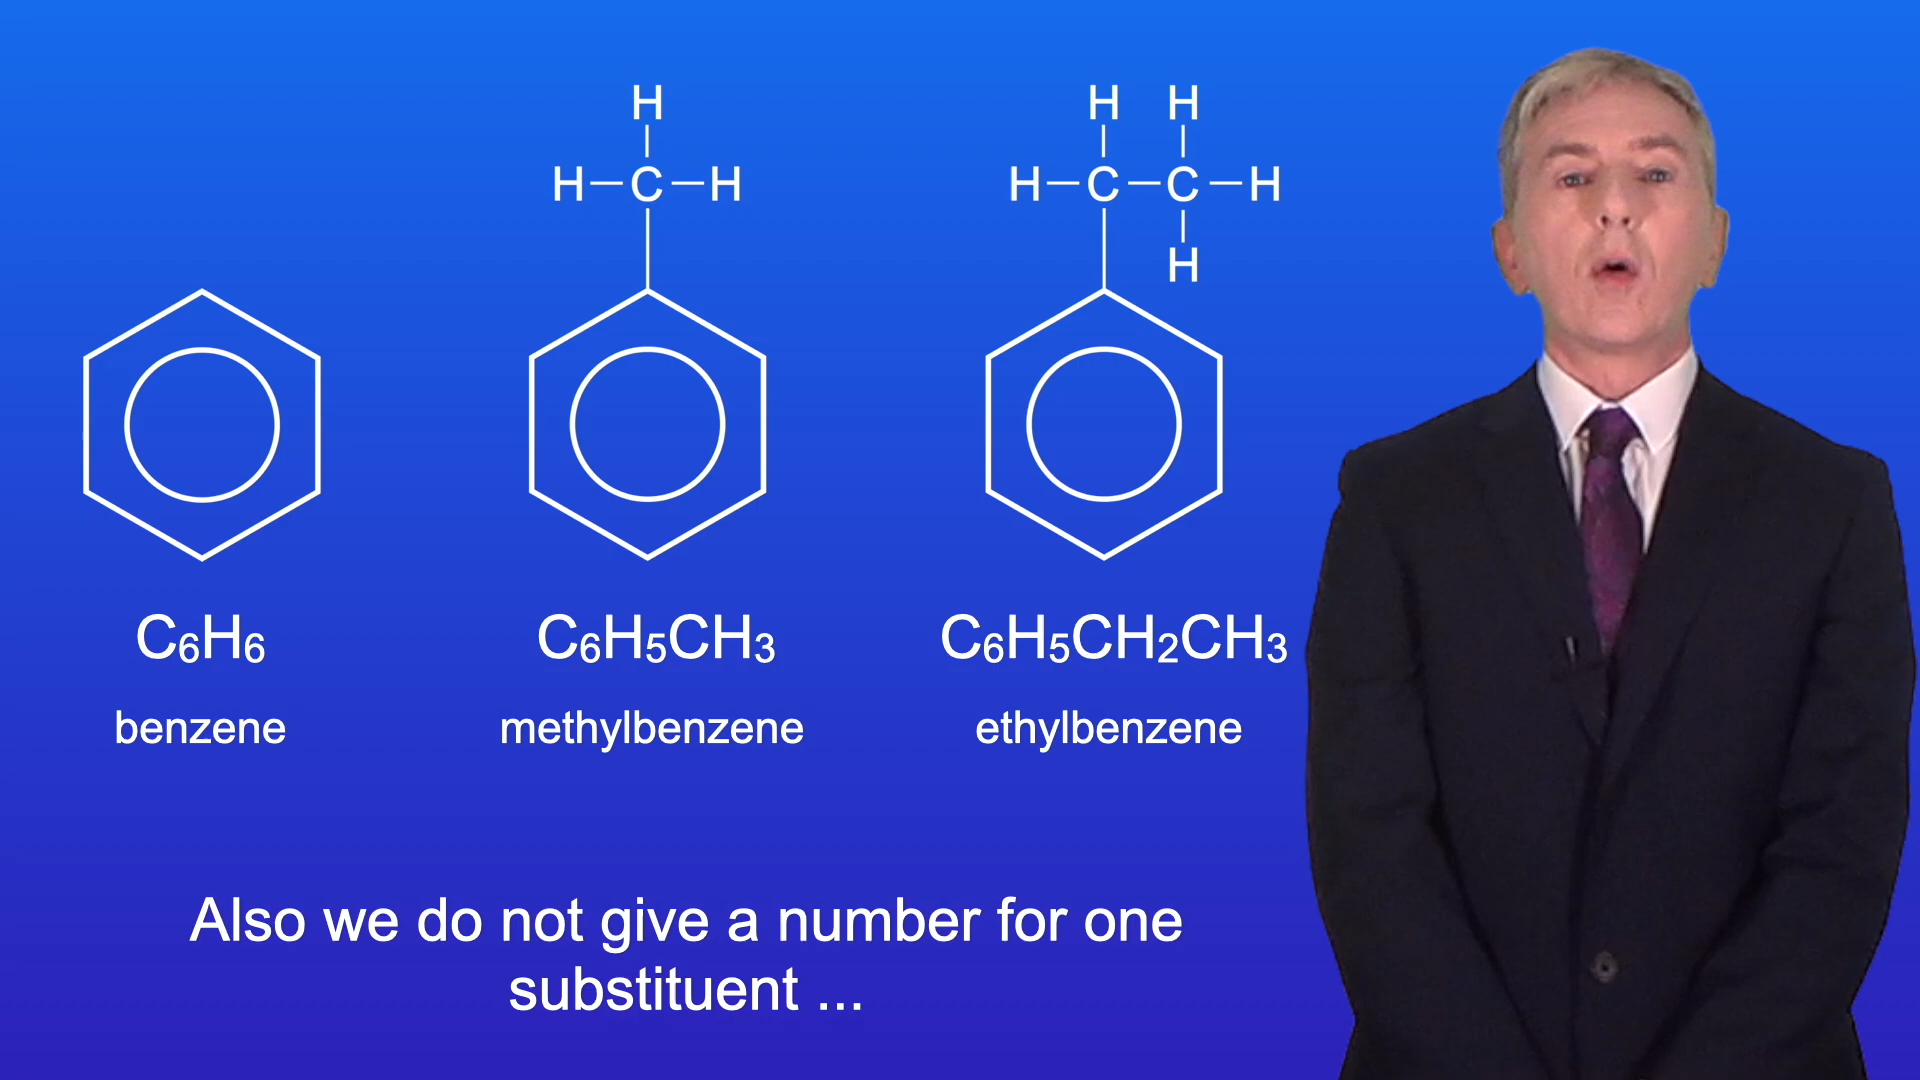 H
H H
H–C–H
H–C–C–H
H
C₆H₆
C₆H₅CH₃
C₆H₅CH₂CH₃
benzene
methylbenzene
ethylbenzene
Also we do not give a number for one
substituent ...